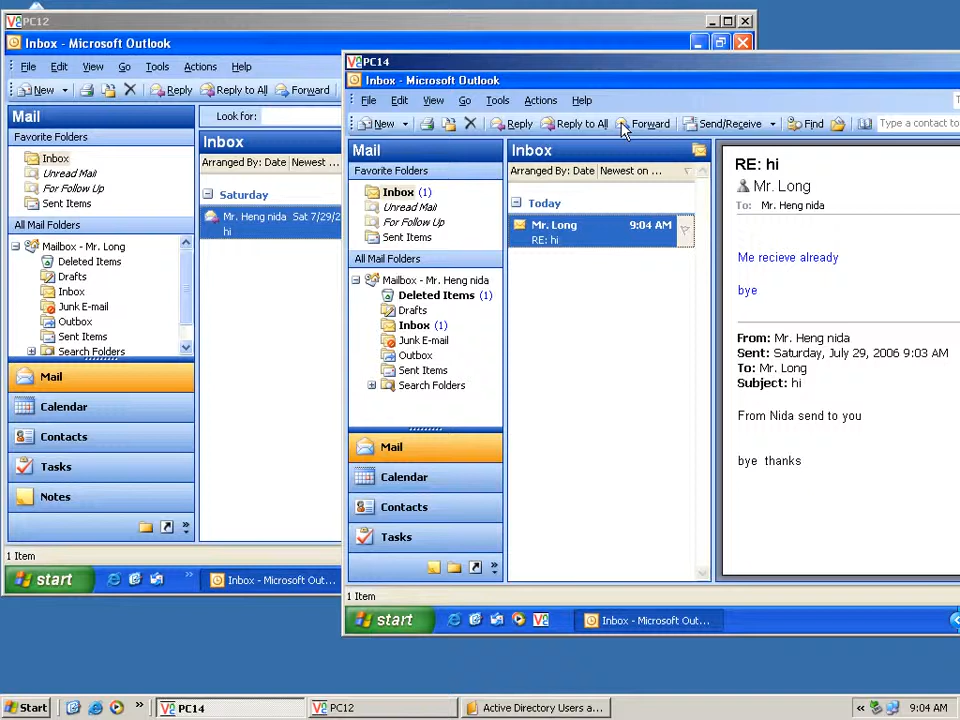 PC12
Inbox - Microsoft Outlook
File Edit View Go Tools Actions Help
New Reply Reply to All Forward
Mail
Favorite Folders
Inbox
Unread Mail
For Follow Up
Sent Items
All Mail Folders
Mailbox - Mr. Long
Deleted Items
Drafts
Inbox
Junk E-mail
Outbox
Sent Items
Search Folders
Mail
Calendar
Contacts
Tasks
Notes
1 Item
start
Inbox - Microsoft Out...
Look for:
Inbox
Arranged By: Date Newest ...
Saturday
Mr. Heng nida Sat 7/29/2
hi
PC14
Inbox - Microsoft Outlook
File Edit View Go Tools Actions Help
New Reply Reply to All Forward Send/Receive Find Type a contact to
Mail
Favorite Folders
Inbox (1)
Unread Mail
For Follow Up
Sent Items
All Mail Folders
Mailbox - Mr. Heng nida
Deleted Items (1)
Drafts
Inbox (1)
Junk E-mail
Outbox
Sent Items
Search Folders
Mail
Calendar
Contacts
Tasks
1 Item
start
Inbox - Microsoft Out...
Inbox
Arranged By: Date Newest on ...
Today
Mr. Long 9:04 AM
RE: hi
RE: hi
Mr. Long
To: Mr. Heng nida
Me recieve already
bye
From: Mr. Heng nida
Sent: Saturday, July 29, 2006 9:03 AM
To: Mr. Long
Subject: hi
From Nida send to you
bye thanks
Start PC14 PC12 Active Directory Users a... 9:04 AM